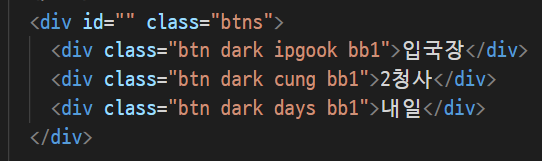 <div id="" class="btns">
<div class="btn dark ipgook bb1">입국장</div>
<div class="btn dark cung bb1">2청사</div>
<div class="btn dark days bb1">내일</div>
</div>